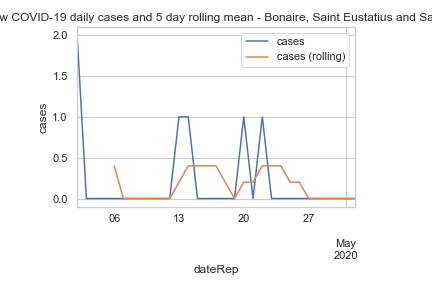 COVID-19 daily cases and 5 day rolling mean - Bonaire, Saint Eustatius and
cases
cases (rolling)
cases
2.0
1.5
1.0
0.5
0.0
06 13 20 27
May
2020
dateRep